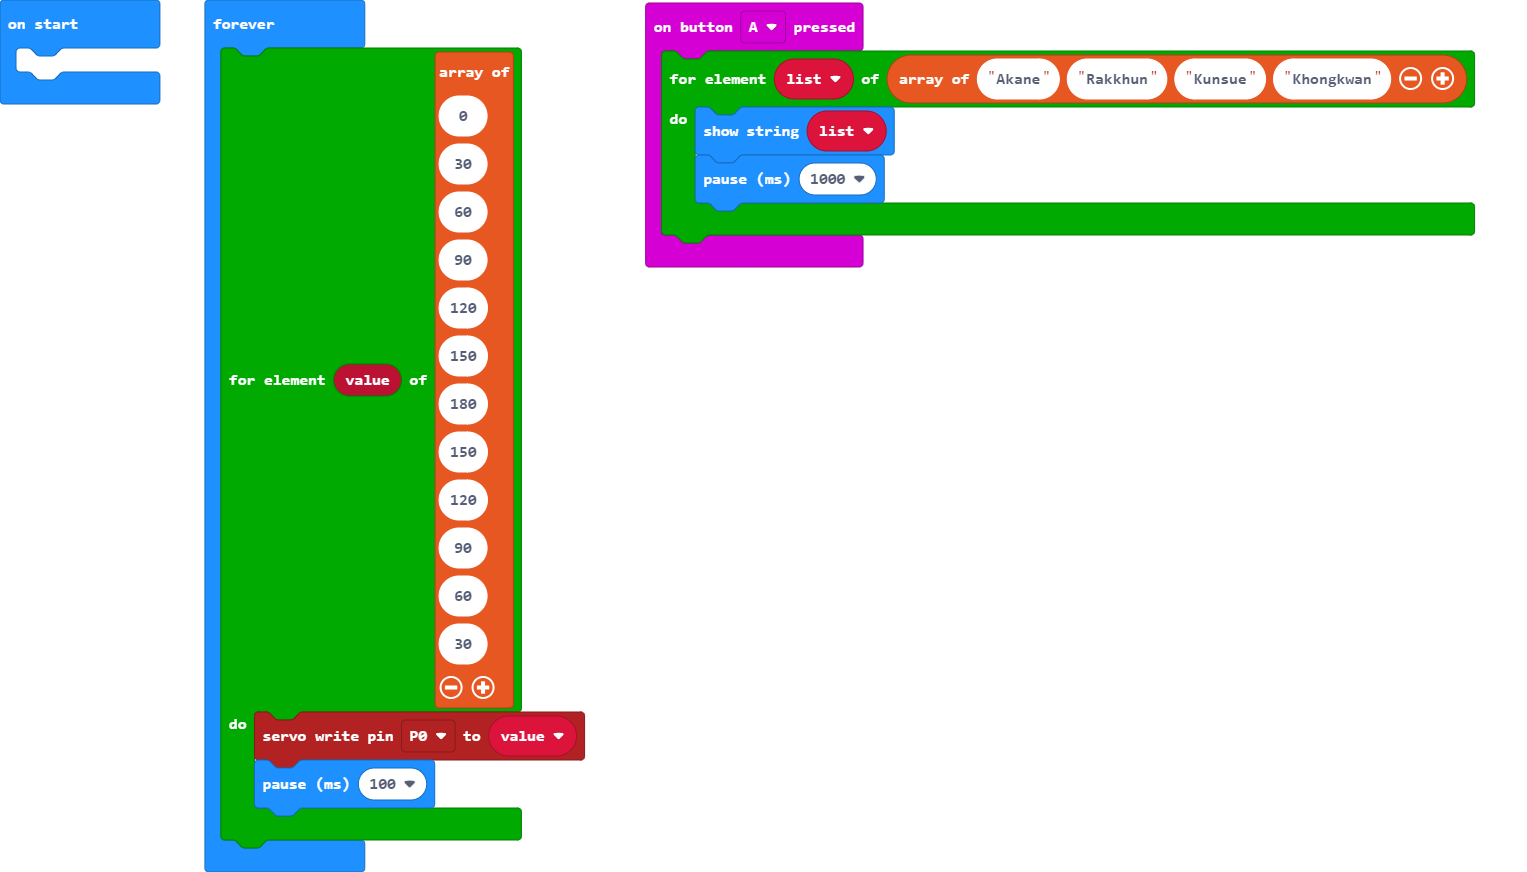 on start
forever
for element value of
array of
0
30
60
90
120
150
180
150
120
90
60
30
do
servo write pin P0 to value
pause (ms) 100
on button A pressed
for element list of array of "Akane" "Rakkhun" "Kunsue" "Khongkwan"
do
show string list
pause (ms) 1000